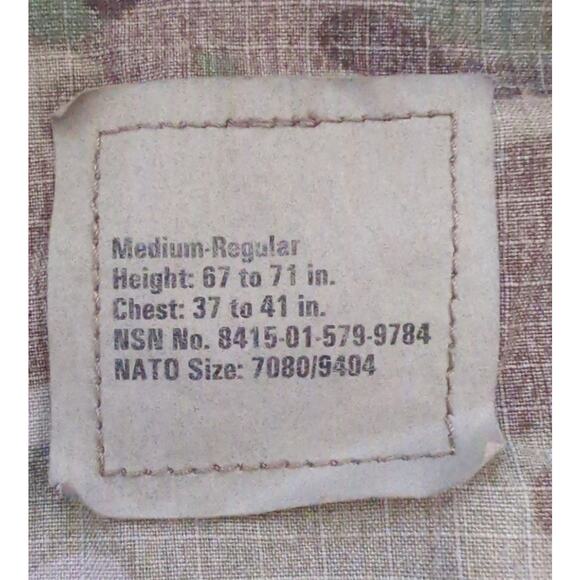 Medium-Regular
Height: 67 to 71 in.
Chest: 37 to 41 in.
NSN No. 8415-01-579-9784
NATO Size: 7080/9404